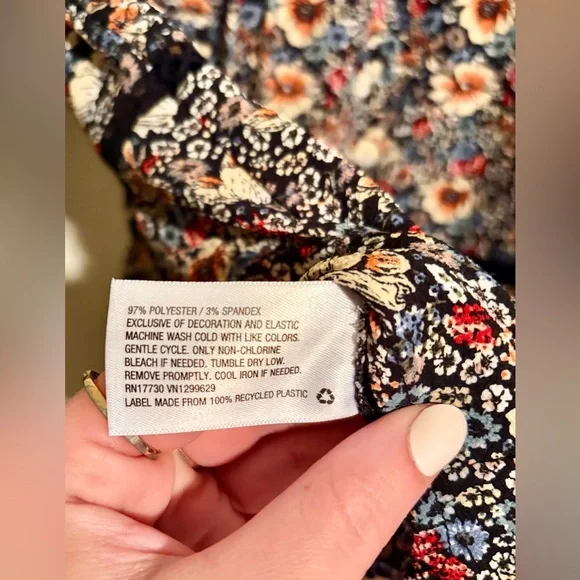 97% POLYESTER / 3% SPANDEX
EXCLUSIVE OF DECORATION AND ELASTIC
MACHINE WASH COLD WITH LIKE COLORS.
GENTLE CYCLE. ONLY NON-CHLORINE
BLEACH IF NEEDED. TUMBLE DRY LOW.
REMOVE PROMPTLY. COOL IRON IF NEEDED.
RN17730 VN1299629
LABEL MADE FROM 100% RECYCLED PLASTIC